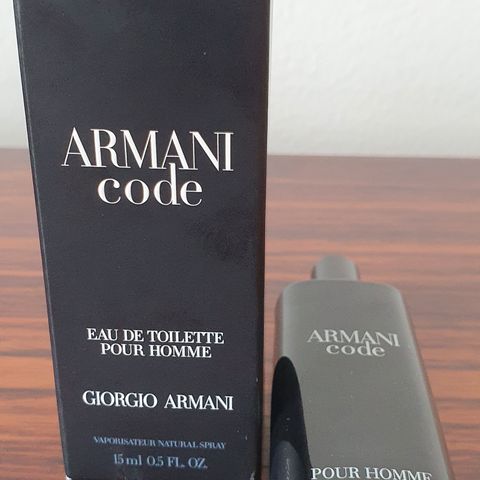 ARMANI
code
EAU DE TOILETTE
POUR HOMME
GIORGIO ARMANI
VAPORISATEUR NATURAL SPRAY
15 ml 0.5 FL. OZ.
ARMANI
code
POUR HOMME